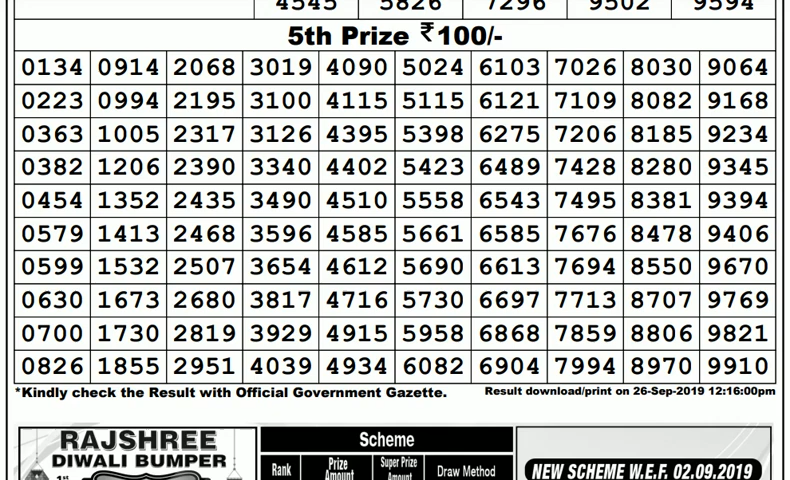 4545 5826 7296 9502 9594
5th Prize ₹100/-
0134 0914 2068 3019 4090 5024 6103 7026 8030 9064
0223 0994 2195 3100 4115 5115 6121 7109 8082 9168
0363 1005 2317 3126 4395 5398 6275 7206 8185 9234
0382 1206 2390 3340 4402 5423 6489 7428 8280 9345
0454 1352 2435 3490 4510 5558 6543 7495 8381 9394
0579 1413 2468 3596 4585 5661 6585 7676 8478 9406
0599 1532 2507 3654 4612 5690 6613 7694 8550 9670
0630 1673 2680 3817 4716 5730 6697 7713 8707 9769
0700 1730 2819 3929 4915 5958 6868 7859 8806 9821
0826 1855 2951 4039 4934 6082 6904 7994 8970 9910
*Kindly check the Result with Official Government Gazette. Result download/print on 26-Sep-2019 12:16:00pm
RAJSHREE
DIWALI BUMPER
1st
Scheme
Rank Prize Amount Super Prize Amount Draw Method
NEW SCHEME W.E.F. 02.09.2019